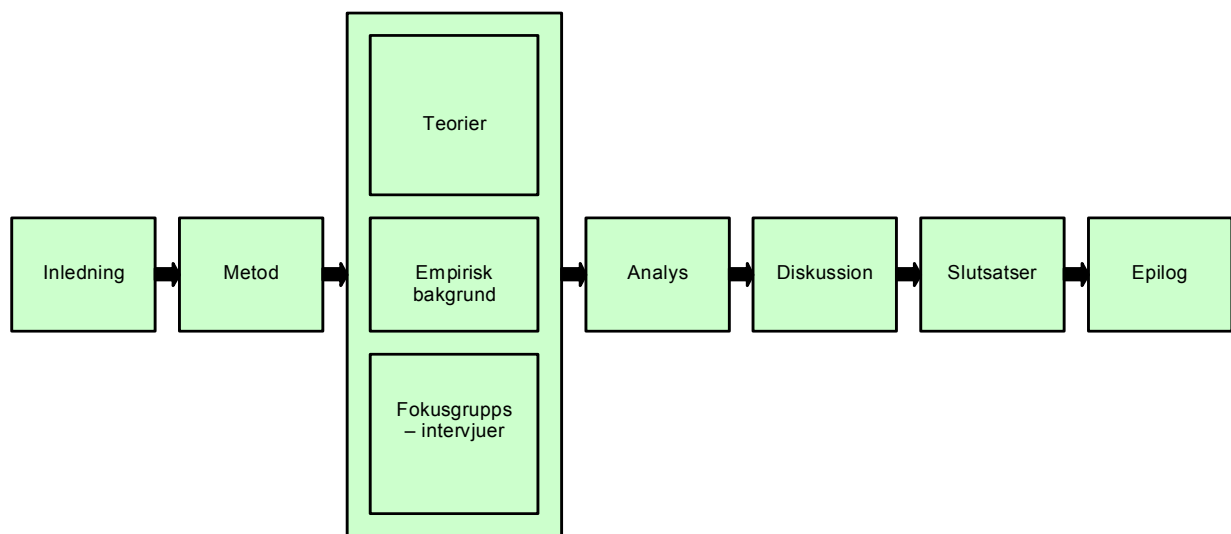 Inledning
Metod
Teorier
Empirisk
bakgrund
Fokusgrupps
– intervjuer
Analys
Diskussion
Slutsatser
Epilog